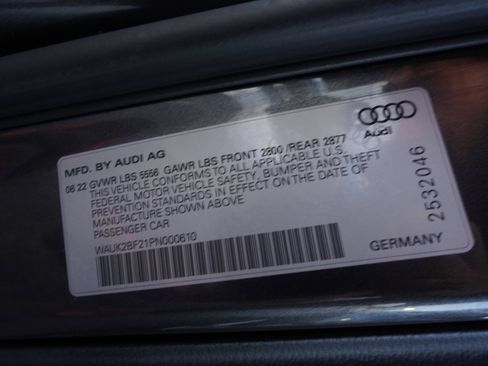 MFD. BY AUDI AG
06 22 GVWR LBS 5556 GAWR LBS FRONT 2800 /REAR 2877
THIS VEHICLE CONFORMS TO ALL APPLICABLE U.S.
FEDERAL MOTOR VEHICLE SAFETY, BUMPER AND THEFT
PREVENTION STANDARDS IN EFFECT ON THE DATE OF
MANUFACTURE SHOWN ABOVE
PASSENGER CAR
WAUK2BF21PN000610
Audi
2532046
GERMANY